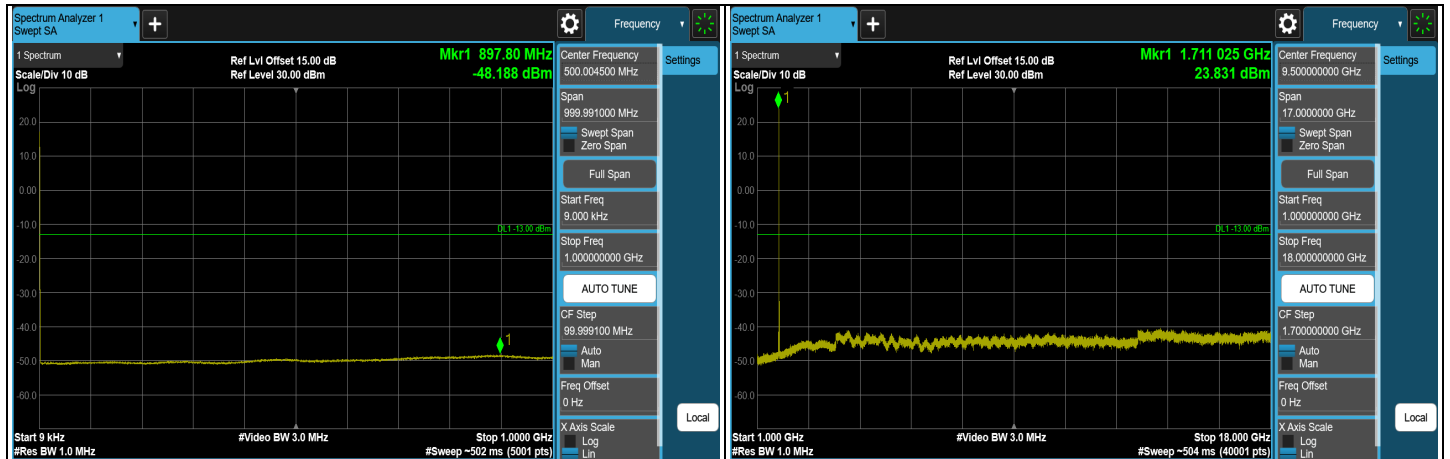 Spectrum Analyzer 1
Swept SA
+
Frequency
1 Spectrum
Scale/Div 10 dB
Log
Ref Lvl Offset 15.00 dB
Ref Level 30.00 dBm
Mkr1 897.80 MHz
-48.188 dBm
20.0
10.0
0.00
-10.0
-20.0
-30.0
-40.0
-50.0
-60.0
DL1 -13.00 dBm
1
Start 9 kHz
#Res BW 1.0 MHz
#Video BW 3.0 MHz
Stop 1.0000 GHz
#Sweep ~502 ms (5001 pts)
Center Frequency
500.004500 MHz
Span
999.991000 MHz
Swept Span
Zero Span
Full Span
Start Freq
9.000 kHz
Stop Freq
1.000000000 GHz
AUTO TUNE
CF Step
99.999100 MHz
Auto
Man
Freq Offset
0 Hz
X Axis Scale
Log
Lin
Settings
Local
Spectrum Analyzer 1
Swept SA
+
Frequency
1 Spectrum
Scale/Div 10 dB
Log
Ref Lvl Offset 15.00 dB
Ref Level 30.00 dBm
Mkr1 1.711 025 GHz
23.831 dBm
1
20.0
10.0
0.00
-10.0
-20.0
-30.0
-40.0
-50.0
-60.0
DL1 -13.00 dBm
Start 1.000 GHz
#Res BW 1.0 MHz
#Video BW 3.0 MHz
Stop 18.000 GHz
#Sweep ~504 ms (40001 pts)
Center Frequency
9.500000000 GHz
Span
17.0000000 GHz
Swept Span
Zero Span
Full Span
Start Freq
1.000000000 GHz
Stop Freq
18.000000000 GHz
AUTO TUNE
CF Step
1.700000000 GHz
Auto
Man
Freq Offset
0 Hz
X Axis Scale
Log
Lin
Settings
Local